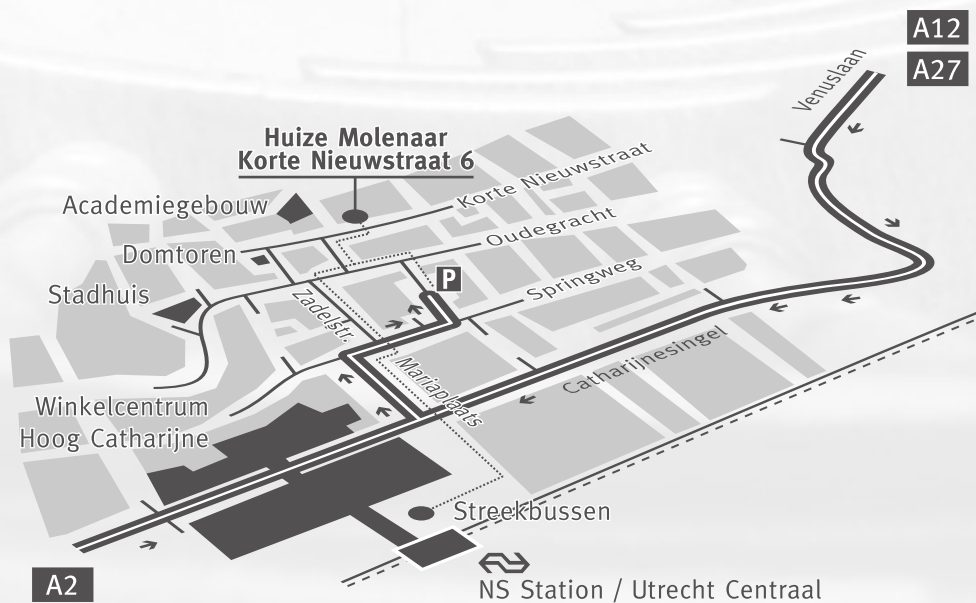 A12
A27
Venuslaan
Huize Molenaar
Korte Nieuwstraat 6
Korte Nieuwstraat
Academiegebouw
Oudegracht
Domtoren
P
Springweg
Stadhuis
Zadelstr.
Catharijnesingel
Mariaplaats
Winkelcentrum
Hoog Catharijne
Streekbussen
A2
NS Station / Utrecht Centraal